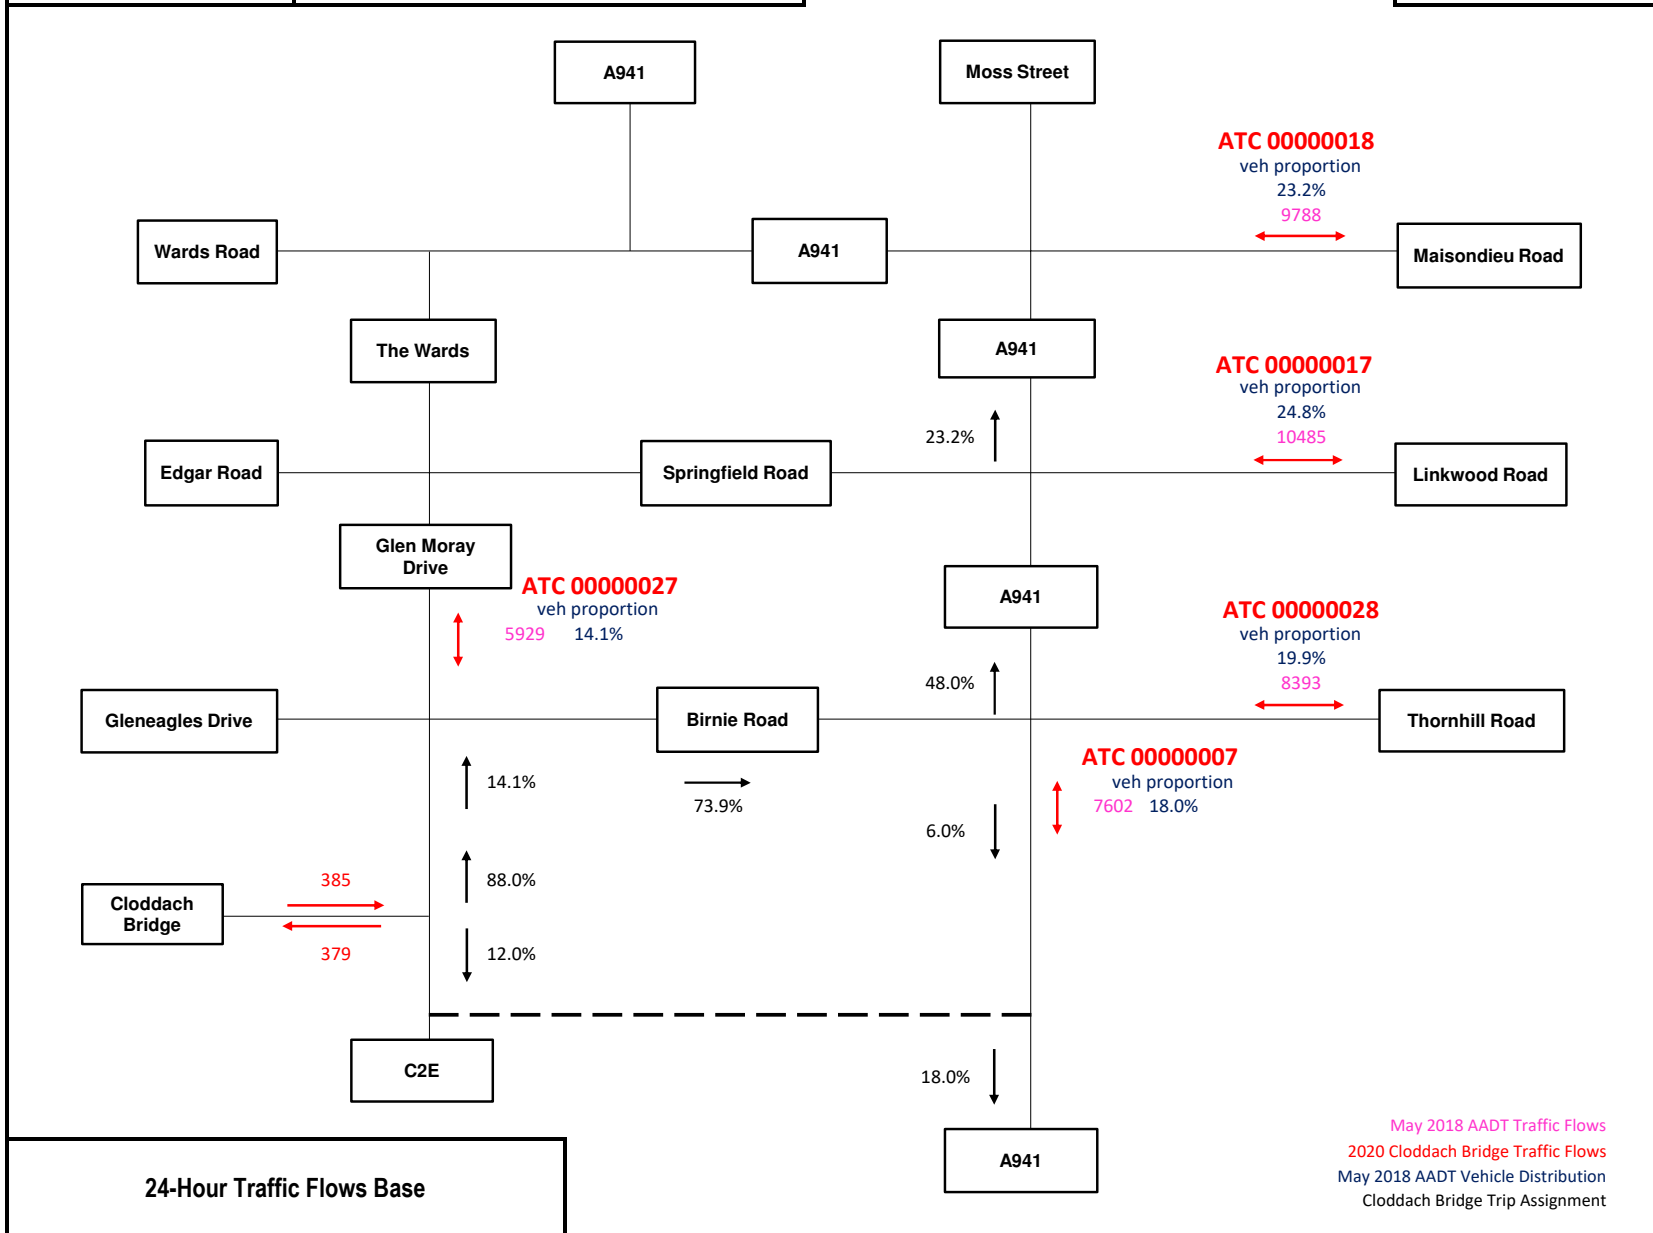 A941
Moss Street
ATC 00000018
veh proportion
23.2%
9788
Wards Road
A941
Maisondieu Road
The Wards
A941
ATC 00000017
veh proportion
24.8%
10485
23.2%
Edgar Road
Springfield Road
Linkwood Road
Glen Moray
Drive
ATC 00000027
veh proportion
5929 14.1%
A941
ATC 00000028
veh proportion
19.9%
8393
48.0%
Gleneagles Drive
Birnie Road
Thornhill Road
ATC 00000007
veh proportion
7602 18.0%
14.1%
73.9%
6.0%
385
88.0%
Cloddach
Bridge
379
12.0%
C2E
18.0%
A941
May 2018 AADT Traffic Flows
2020 Cloddach Bridge Traffic Flows
May 2018 AADT Vehicle Distribution
Cloddach Bridge Trip Assignment
24-Hour Traffic Flows Base